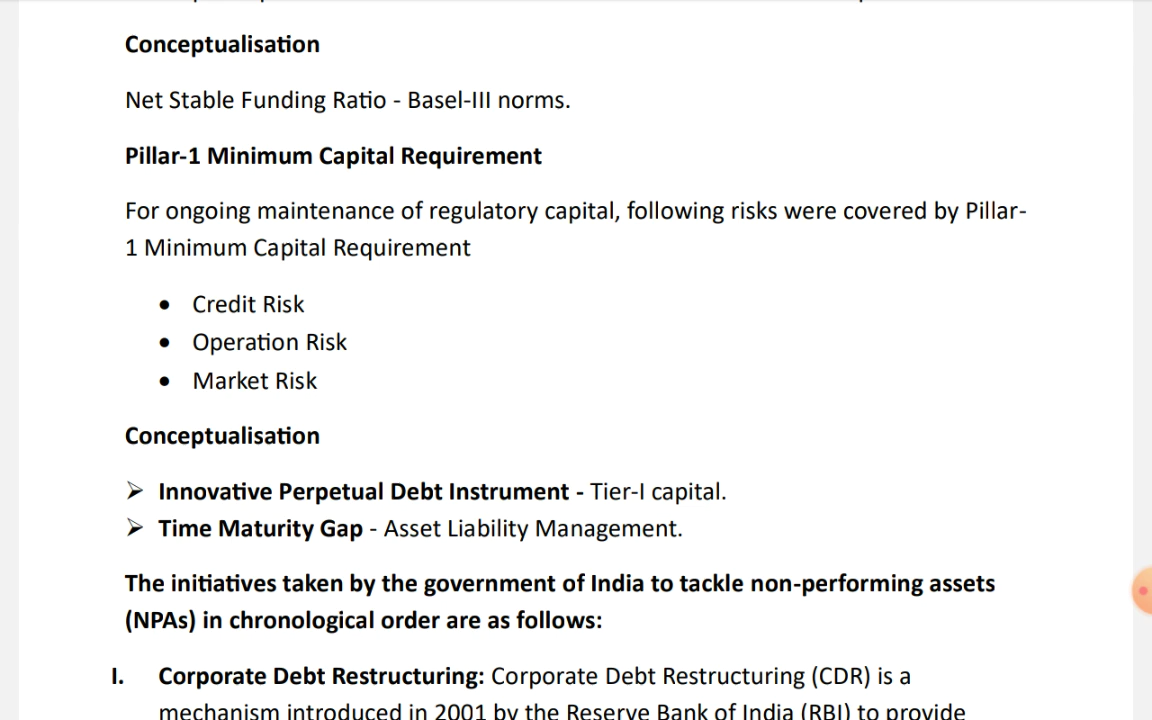 Conceptualisation
Net Stable Funding Ratio - Basel-III norms.
Pillar-1 Minimum Capital Requirement
For ongoing maintenance of regulatory capital, following risks were covered by Pillar-
1 Minimum Capital Requirement
• Credit Risk
• Operation Risk
• Market Risk
Conceptualisation
➢ Innovative Perpetual Debt Instrument - Tier-I capital.
➢ Time Maturity Gap - Asset Liability Management.
The initiatives taken by the government of India to tackle non-performing assets
(NPAs) in chronological order are as follows:
I. Corporate Debt Restructuring: Corporate Debt Restructuring (CDR) is a
mechanism introduced in 2001 by the Reserve Bank of India (RBI) to provide